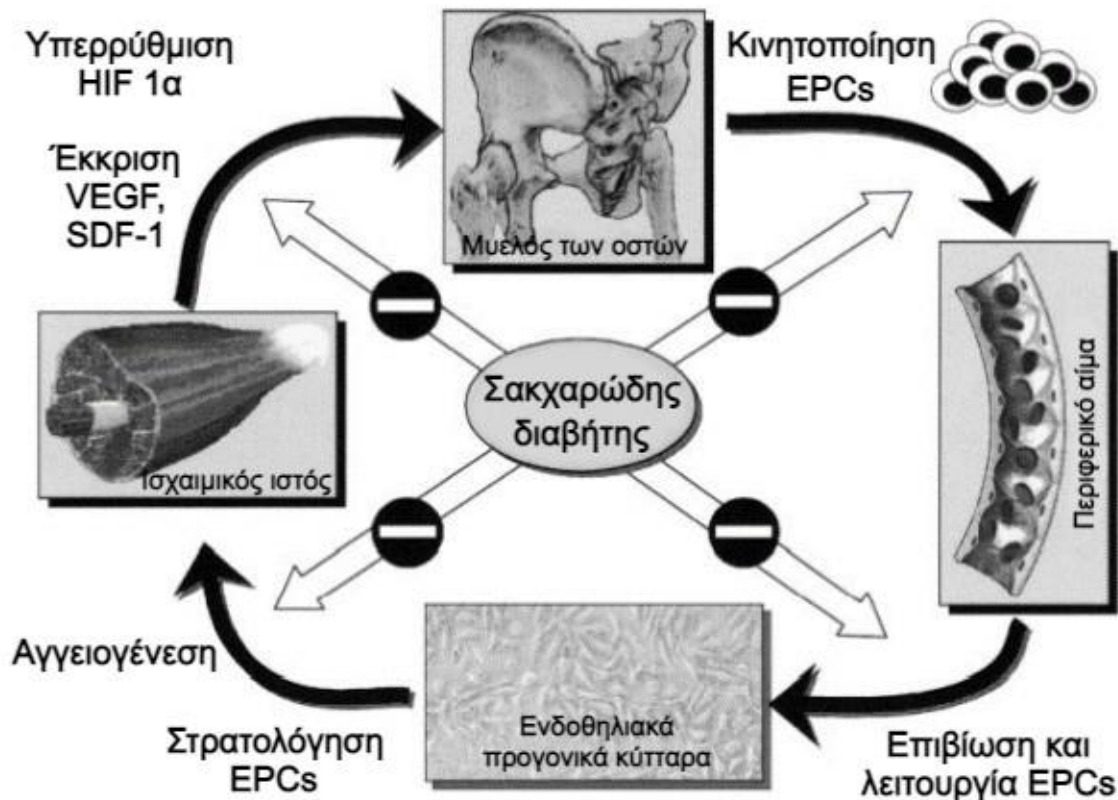 Υπερρύθμιση
HIF 1α
Έκκριση
VEGF,
SDF-1
Μυελός των οστών
Κινητοποίηση
EPCs
Περιφερικό αίμα
Σακχαρώδης
διαβήτης
Ισχαιμικός ιστός
Αγγειογένεση
Στρατολόγηση
EPCs
Ενδοθηλιακά
προγονικά κύτταρα
Επιβίωση και
λειτουργία EPCs